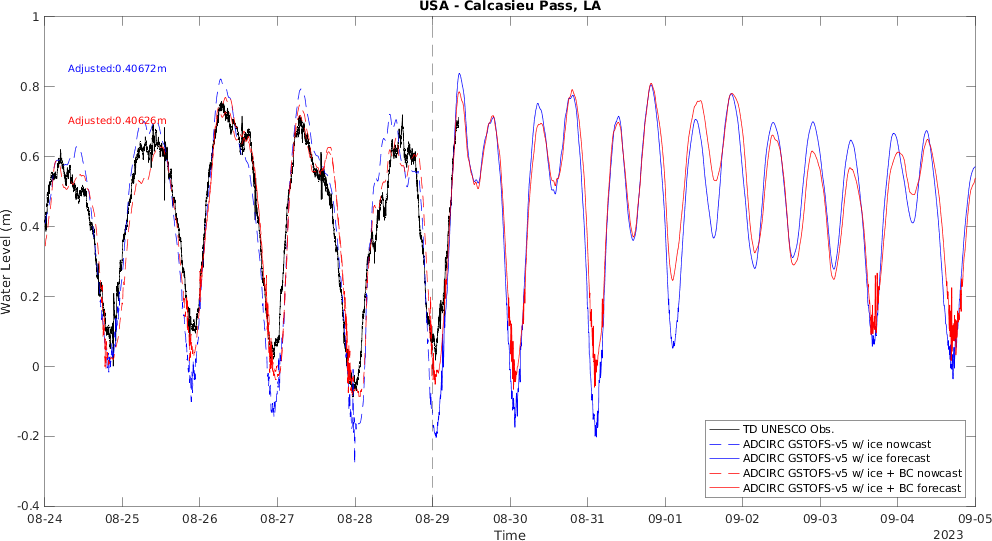 USA - Calcasieu Pass, LA
1
0.8
0.6
0.4
0.2
0
-0.2
-0.4
Water Level (m)
Adjusted:0.40672m
Adjusted:0.40626m
TD UNESCO Obs.
ADCIRC GSTOFS-v5 w/ ice nowcast
ADCIRC GSTOFS-v5 w/ ice forecast
ADCIRC GSTOFS-v5 w/ ice + BC nowcast
ADCIRC GSTOFS-v5 w/ ice + BC forecast
08-24 08-25 08-26 08-27 08-28 08-29 08-30 08-31 09-01 09-02 09-03 09-04 09-05
Time
2023